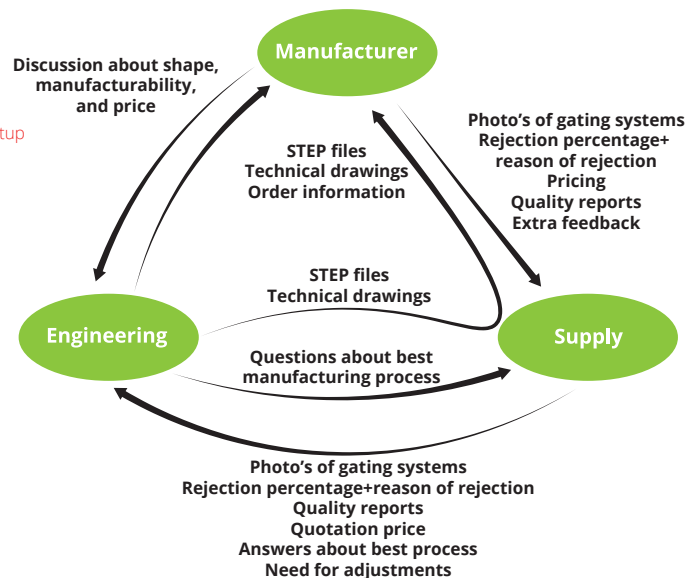 Manufacturer
Discussion about shape,
manufacturability,
and price
tup
Photo's of gating systems
Rejection percentage+
reason of rejection
Pricing
Quality reports
Extra feedback
STEP files
Technical drawings
Order information
STEP files
Technical drawings
Engineering
Supply
Questions about best
manufacturing process
Photo's of gating systems
Rejection percentage+reason of rejection
Quality reports
Quotation price
Answers about best process
Need for adjustments